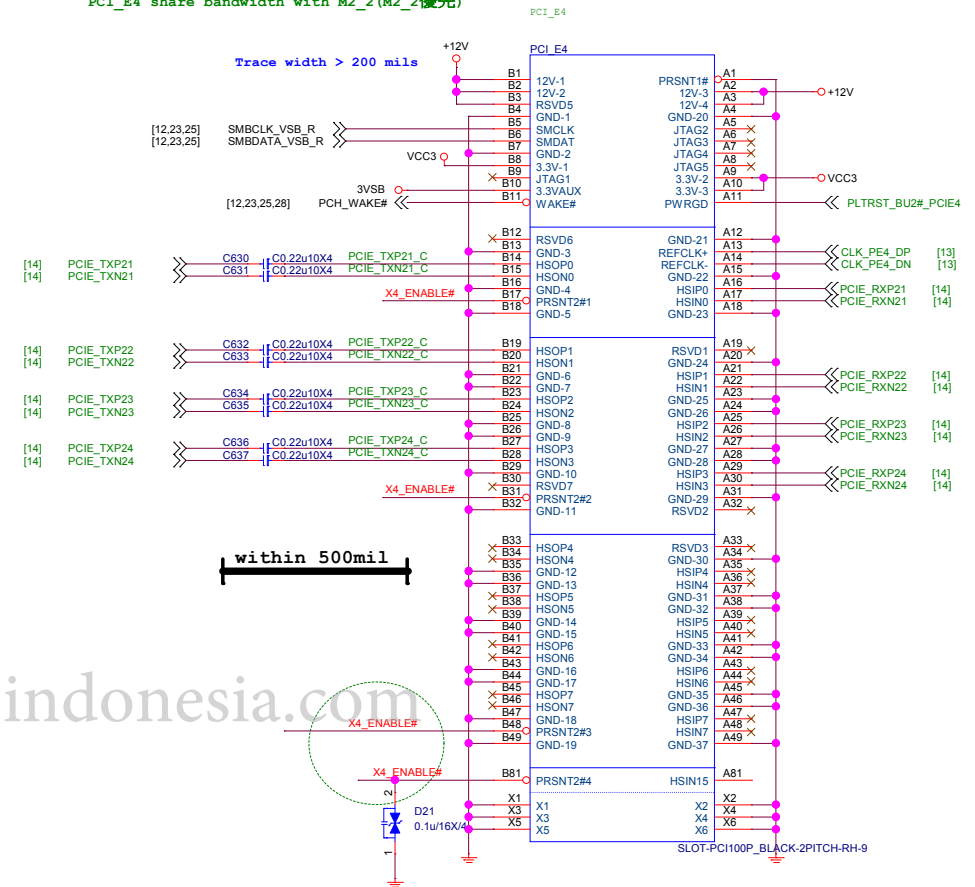 PCI_E4 share bandwidth with M2_2(M2_2優先)
PCI_E4
+12V
PCI_E4
Trace width > 200 mils
B1 12V-1 PRSNT1# A1
B2 12V-2 12V-3 A2 +12V
B3 RSVD5 12V-4 A3
B4 GND-1 GND-20 A4
[12,23,25] SMBCLK_VSB_R B5 SMCLK JTAG2 A5
[12,23,25] SMBDATA_VSB_R B6 SMDAT JTAG3 A6
B7 GND-2 JTAG4 A7
VCC3 B8 3.3V-1 JTAG5 A8
B9 JTAG1 3.3V-2 A9 VCC3
3VSB B10 3.3VAUX 3.3V-3 A10
[12,23,25,28] PCH_WAKE# B11 WAKE# PWRGD A11 PLTRST_BU2#_PCIE4
B12 RSVD6 GND-21 A12
B13 GND-3 REFCLK+ A13 CLK_PE4_DP [13]
[14] PCIE_TXP21 C630 C0.22u10X4 PCIE_TXP21_C B14 HSOP0 REFCLK- A14 CLK_PE4_DN [13]
[14] PCIE_TXN21 C631 C0.22u10X4 PCIE_TXN21_C B15 HSON0 GND-22 A15
B16 GND-4 HSIP0 A16 PCIE_RXP21 [14]
X4_ENABLE# B17 PRSNT2#1 HSIN0 A17 PCIE_RXN21 [14]
B18 GND-5 GND-23 A18
[14] PCIE_TXP22 C632 C0.22u10X4 PCIE_TXP22_C B19 HSOP1 RSVD1 A19
[14] PCIE_TXN22 C633 C0.22u10X4 PCIE_TXN22_C B20 HSON1 GND-24 A20
B21 GND-6 HSIP1 A21 PCIE_RXP22 [14]
B22 GND-7 HSIN1 A22 PCIE_RXN22 [14]
[14] PCIE_TXP23 C634 C0.22u10X4 PCIE_TXP23_C B23 HSOP2 GND-25 A23
[14] PCIE_TXN23 C635 C0.22u10X4 PCIE_TXN23_C B24 HSON2 GND-26 A24
B25 GND-8 HSIP2 A25 PCIE_RXP23 [14]
B26 GND-9 HSIN2 A26 PCIE_RXN23 [14]
[14] PCIE_TXP24 C636 C0.22u10X4 PCIE_TXP24_C B27 HSOP3 GND-27 A27
[14] PCIE_TXN24 C637 C0.22u10X4 PCIE_TXN24_C B28 HSON3 GND-28 A28
B29 GND-10 HSIP3 A29 PCIE_RXP24 [14]
B30 RSVD7 HSIN3 A30 PCIE_RXN24 [14]
X4_ENABLE# B31 PRSNT2#2 GND-29 A31
B32 GND-11 RSVD2 A32
B33 HSOP4 RSVD3 A33
B34 HSON4 GND-30 A34
within 500mil
B35 GND-12 HSIP4 A35
B36 GND-13 HSIN4 A36
B37 HSOP5 GND-31 A37
B38 HSON5 GND-32 A38
B39 GND-14 HSIP5 A39
B40 GND-15 HSIN5 A40
B41 HSOP6 GND-33 A41
B42 HSON6 GND-34 A42
B43 GND-16 HSIP6 A43
B44 GND-17 HSIN6 A44
B45 HSOP7 GND-35 A45
B46 HSON7 GND-36 A46
indonesia.com
B47 GND-18 HSIP7 A47
X4_ENABLE# B48 PRSNT2#3 HSIN7 A48
B49 GND-19 GND-37 A49
X4_ENABLE# B81 PRSNT2#4 HSIN15 A81
2
X1 X1 X2 X2
D21 X3 X3 X4 X4
0.1u/16X/4 X5 X5 X6 X6
1
SLOT-PCI100P_BLACK-2PITCH-RH-9